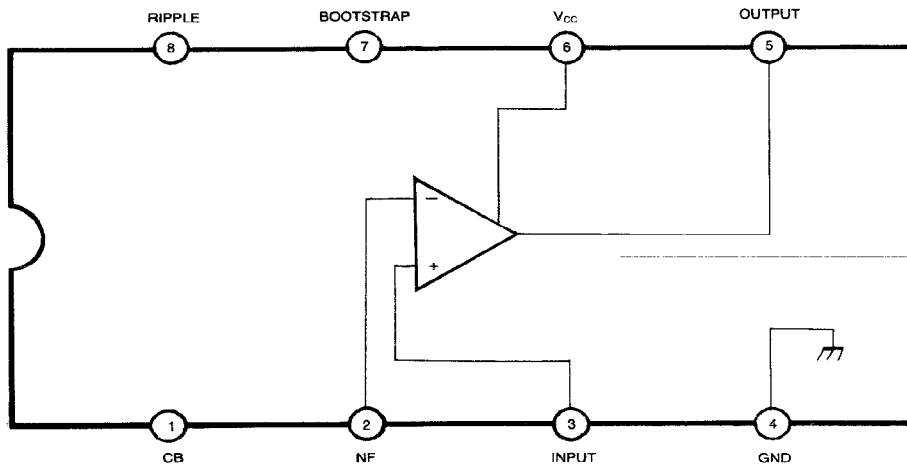 RIPPLE BOOTSTRAP Vcc OUTPUT
8 7 6 5
−
+
1 2 3 4
CB NF INPUT GND